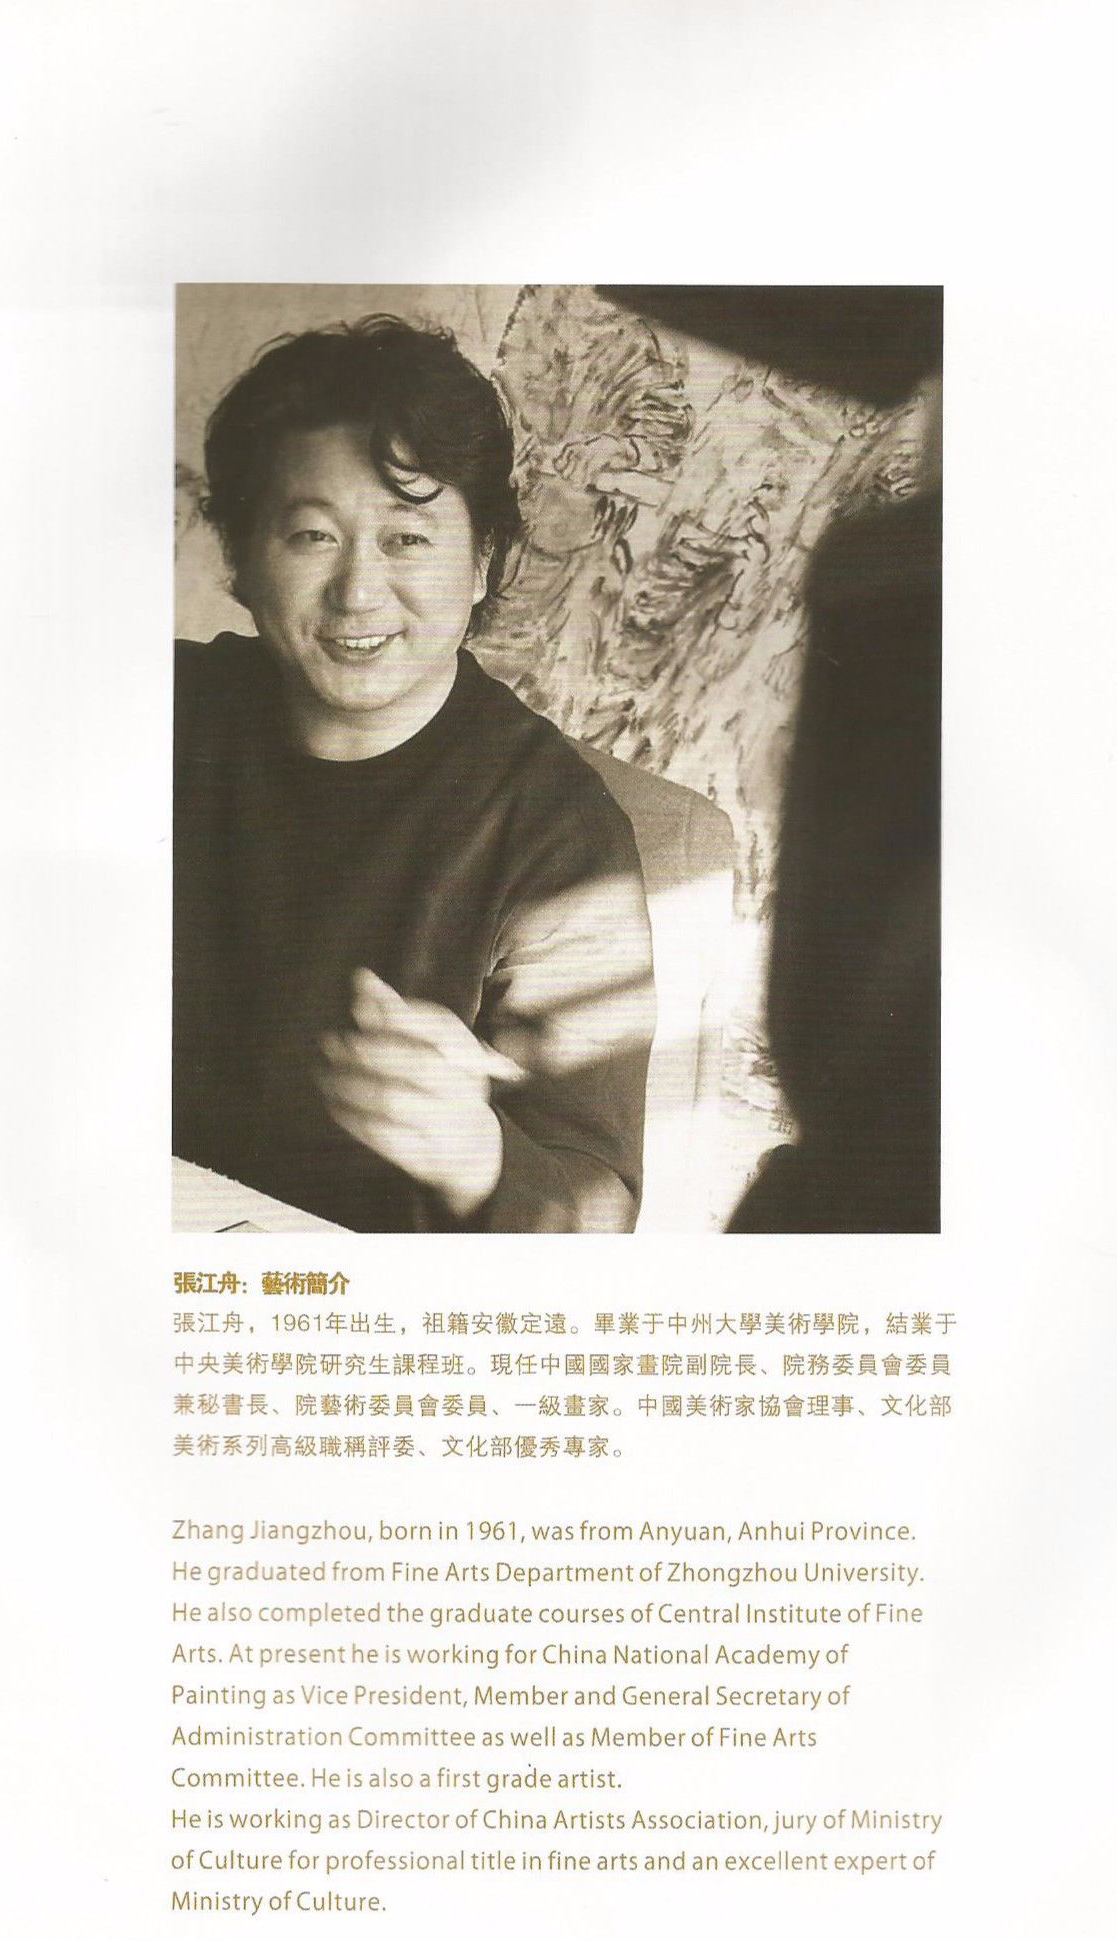 張江舟：藝術簡介
張江舟，1961年出生，祖籍安徽定遠。畢業于中州大學美術學院，結業于
中央美術學院研究生課程班。現任中國國家畫院副院長、院務委員會委員
兼秘書長、院藝術委員會委員、一級畫家。中國美術家協會理事、文化部
美術系列高級職稱評委、文化部優秀專家。
Zhang Jiangzhou, born in 1961, was from Anyuan, Anhui Province.
He graduated from Fine Arts Department of Zhongzhou University.
He also completed the graduate courses of Central Institute of Fine
Arts. At present he is working for China National Academy of
Painting as Vice President, Member and General Secretary of
Administration Committee as well as Member of Fine Arts
Committee. He is also a first grade artist.
He is working as Director of China Artists Association, jury of Ministry
of Culture for professional title in fine arts and an excellent expert of
Ministry of Culture.